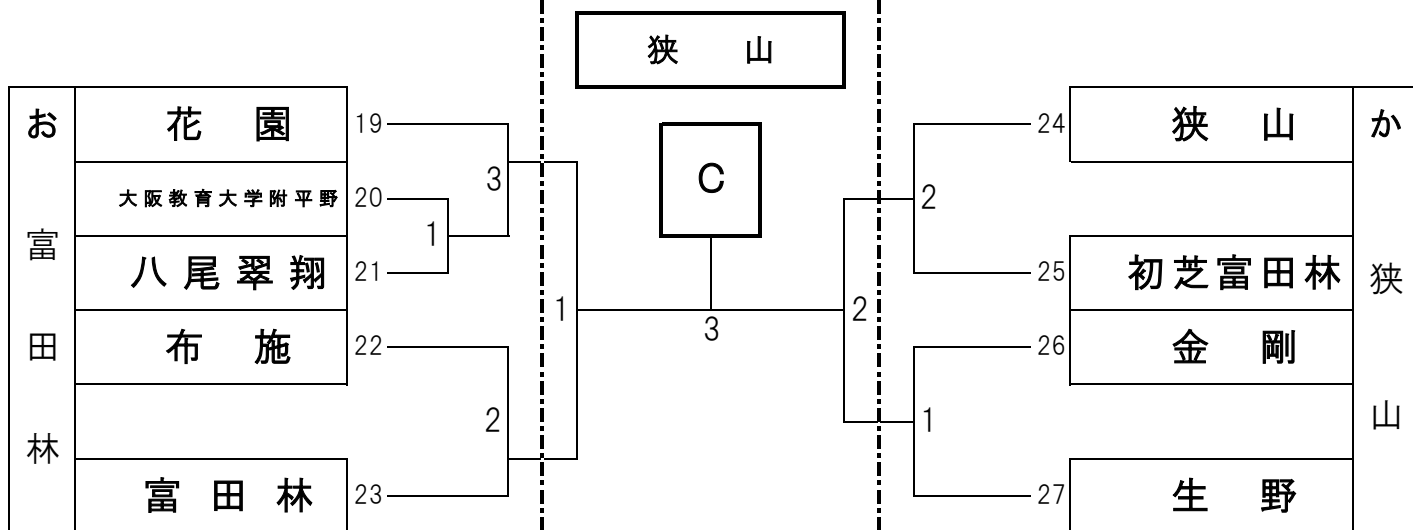 狭 山
C
お 富 田 林
花 園 19
大阪教育大学附平野 20
八尾翠翔 21
布 施 22
富田林 23
3
1
2
1
3
2
2
1
24 狭 山
25 初芝富田林
26 金 剛
27 生 野
か 狭 山